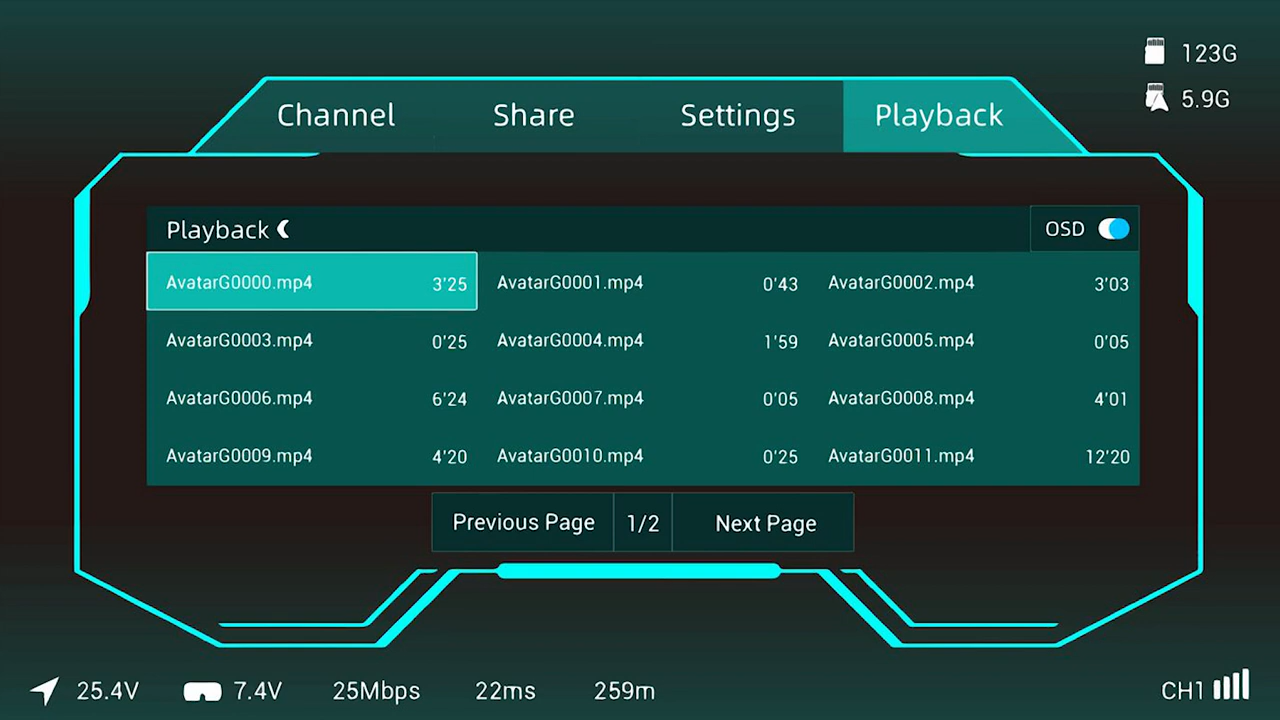 123G
5.9G
Channel Share Settings Playback
Playback OSD
AvatarG0000.mp4 3'25 AvatarG0001.mp4 0'43 AvatarG0002.mp4 3'03
AvatarG0003.mp4 0'25 AvatarG0004.mp4 1'59 AvatarG0005.mp4 0'05
AvatarG0006.mp4 6'24 AvatarG0007.mp4 0'05 AvatarG0008.mp4 4'01
AvatarG0009.mp4 4'20 AvatarG0010.mp4 0'25 AvatarG0011.mp4 12'20
Previous Page 1/2 Next Page
25.4V 7.4V 25Mbps 22ms 259m CH1